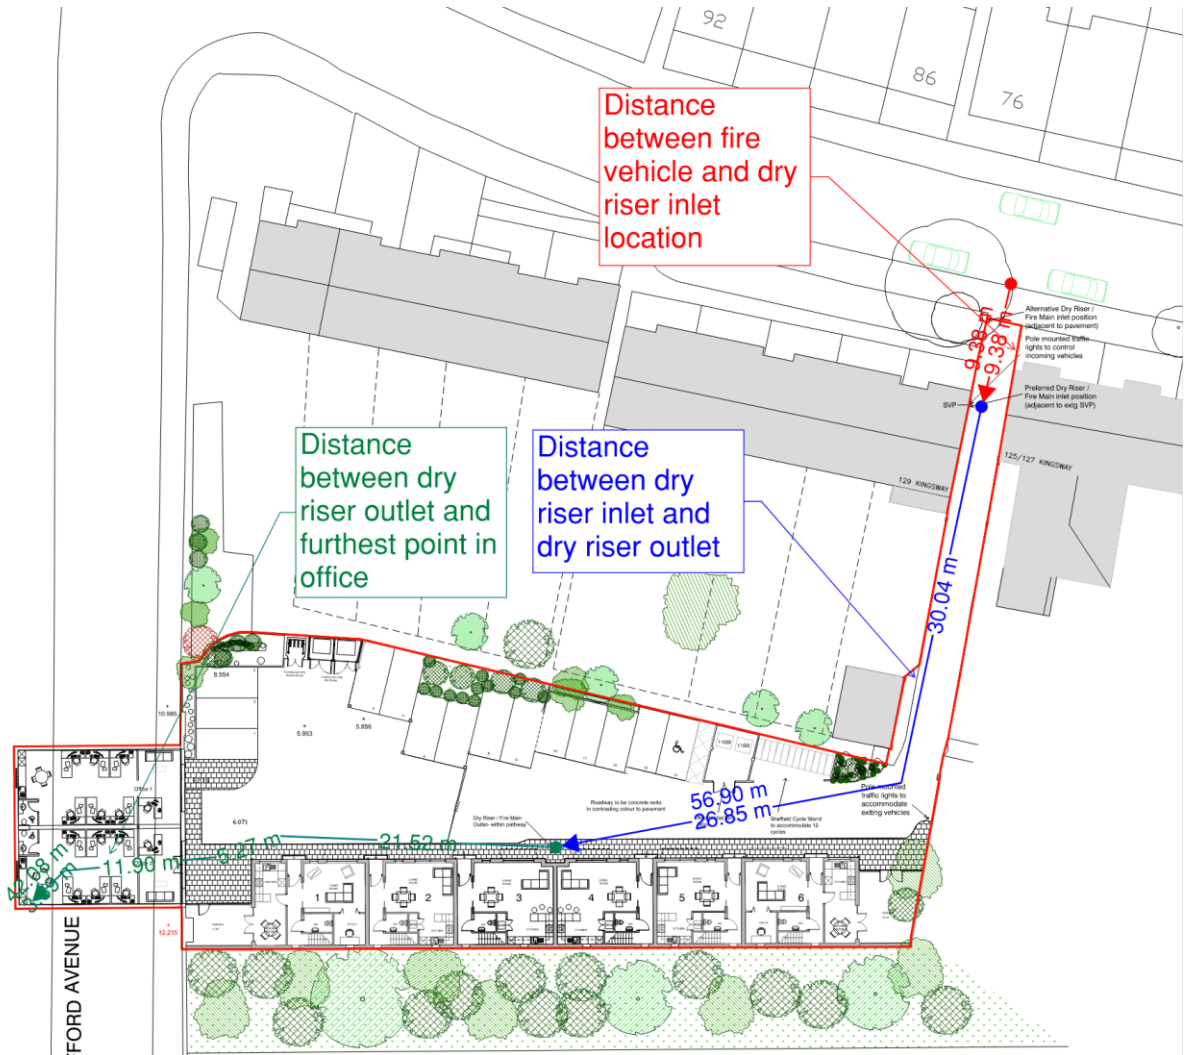 92
86
76
Distance
between fire
vehicle and dry
riser inlet
location
9.38 m
9.38 m
Alternative Dry Riser /
Fire Main inlet position
(adjacent to pavement)
Pole mounted traffic
lights to control
incoming vehicles
SVP
Preferred Dry Riser /
Fire Main inlet position
(adjacent to extg SVP)
Distance
between dry
riser outlet and
furthest point in
office
Distance
between dry
riser inlet and
dry riser outlet
125/127 KINGSWAY
129 KINGSWAY
30.04 m
8.554
10.985
5.953
5.856
Office 1
6.071
Roadway to be concrete setts
in contrasting colour to pavement
56.90 m
26.85 m
Pole mounted
traffic lights to
accommodate
exiting vehicles
Dry Riser / Fire Main
Outlet- within pathway
Sheffield Cycle Stand
to accommodate 12
cycles
21.52 m
5.27 m
11.90 m
42.08 m
1
2
3
4
5
6
12.215
FFORD AVENUE